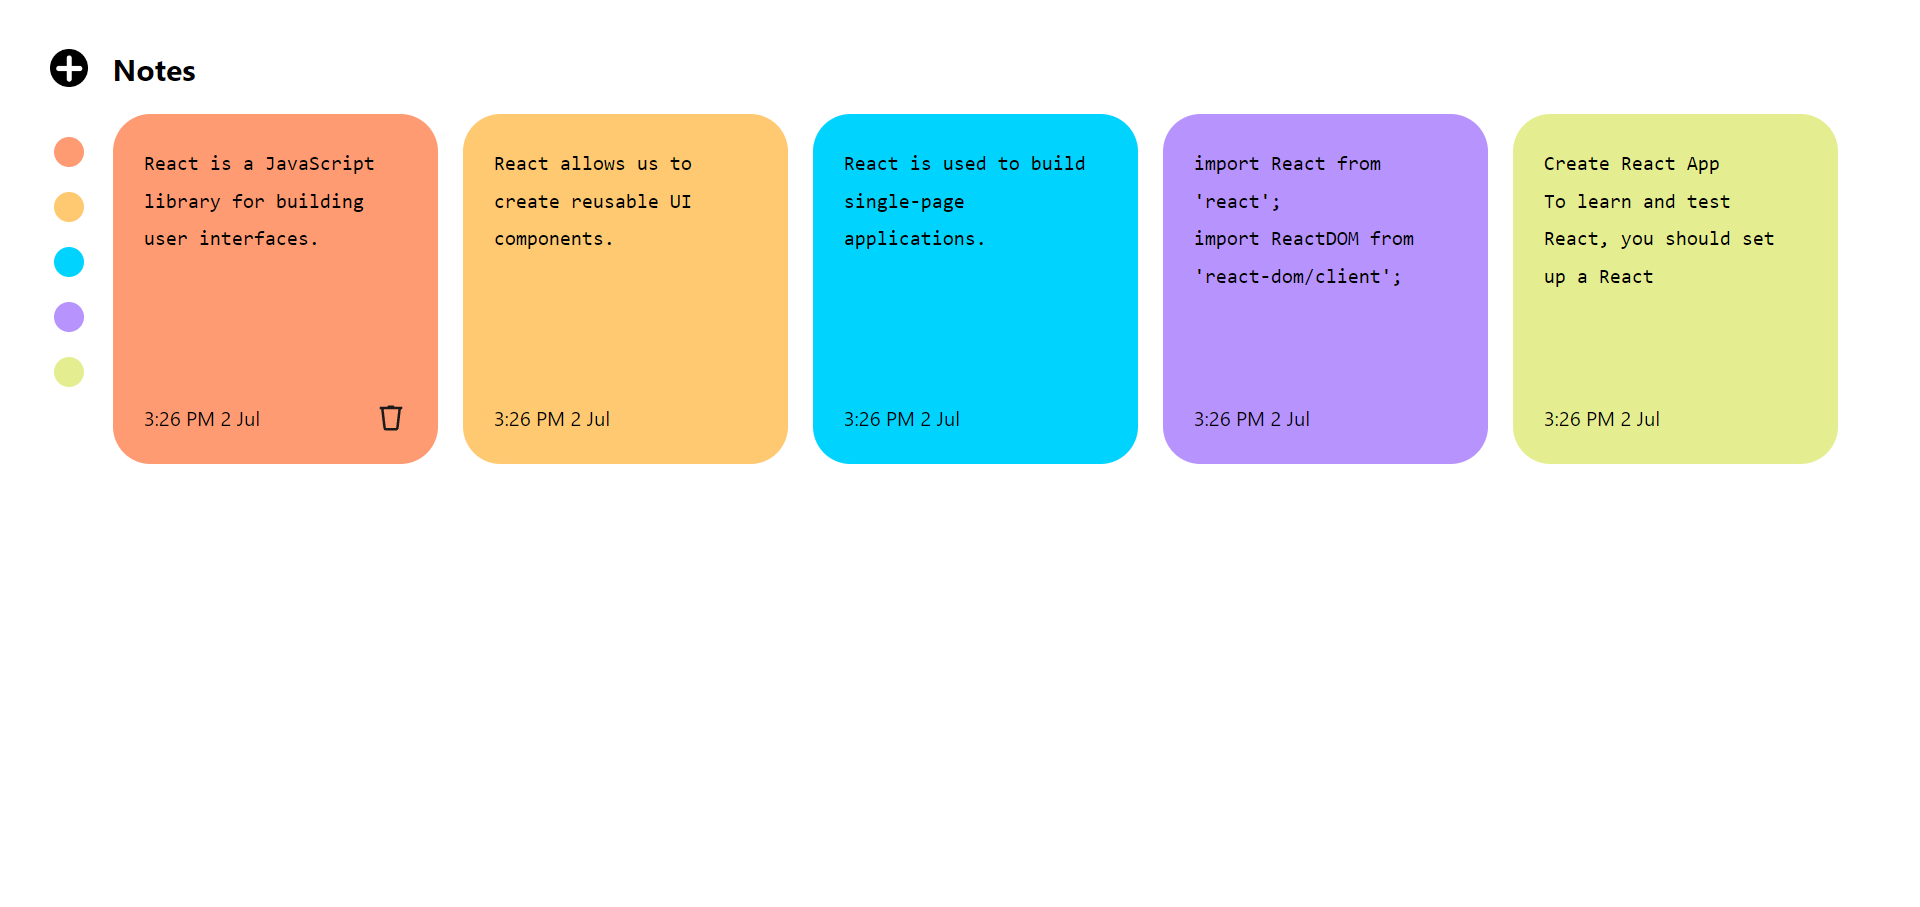 Notes
React is a JavaScript
library for building
user interfaces.
3:26 PM 2 Jul
React allows us to
create reusable UI
components.
3:26 PM 2 Jul
React is used to build
single-page
applications.
3:26 PM 2 Jul
import React from
'react';
import ReactDOM from
'react-dom/client';
3:26 PM 2 Jul
Create React App
To learn and test
React, you should set
up a React
3:26 PM 2 Jul